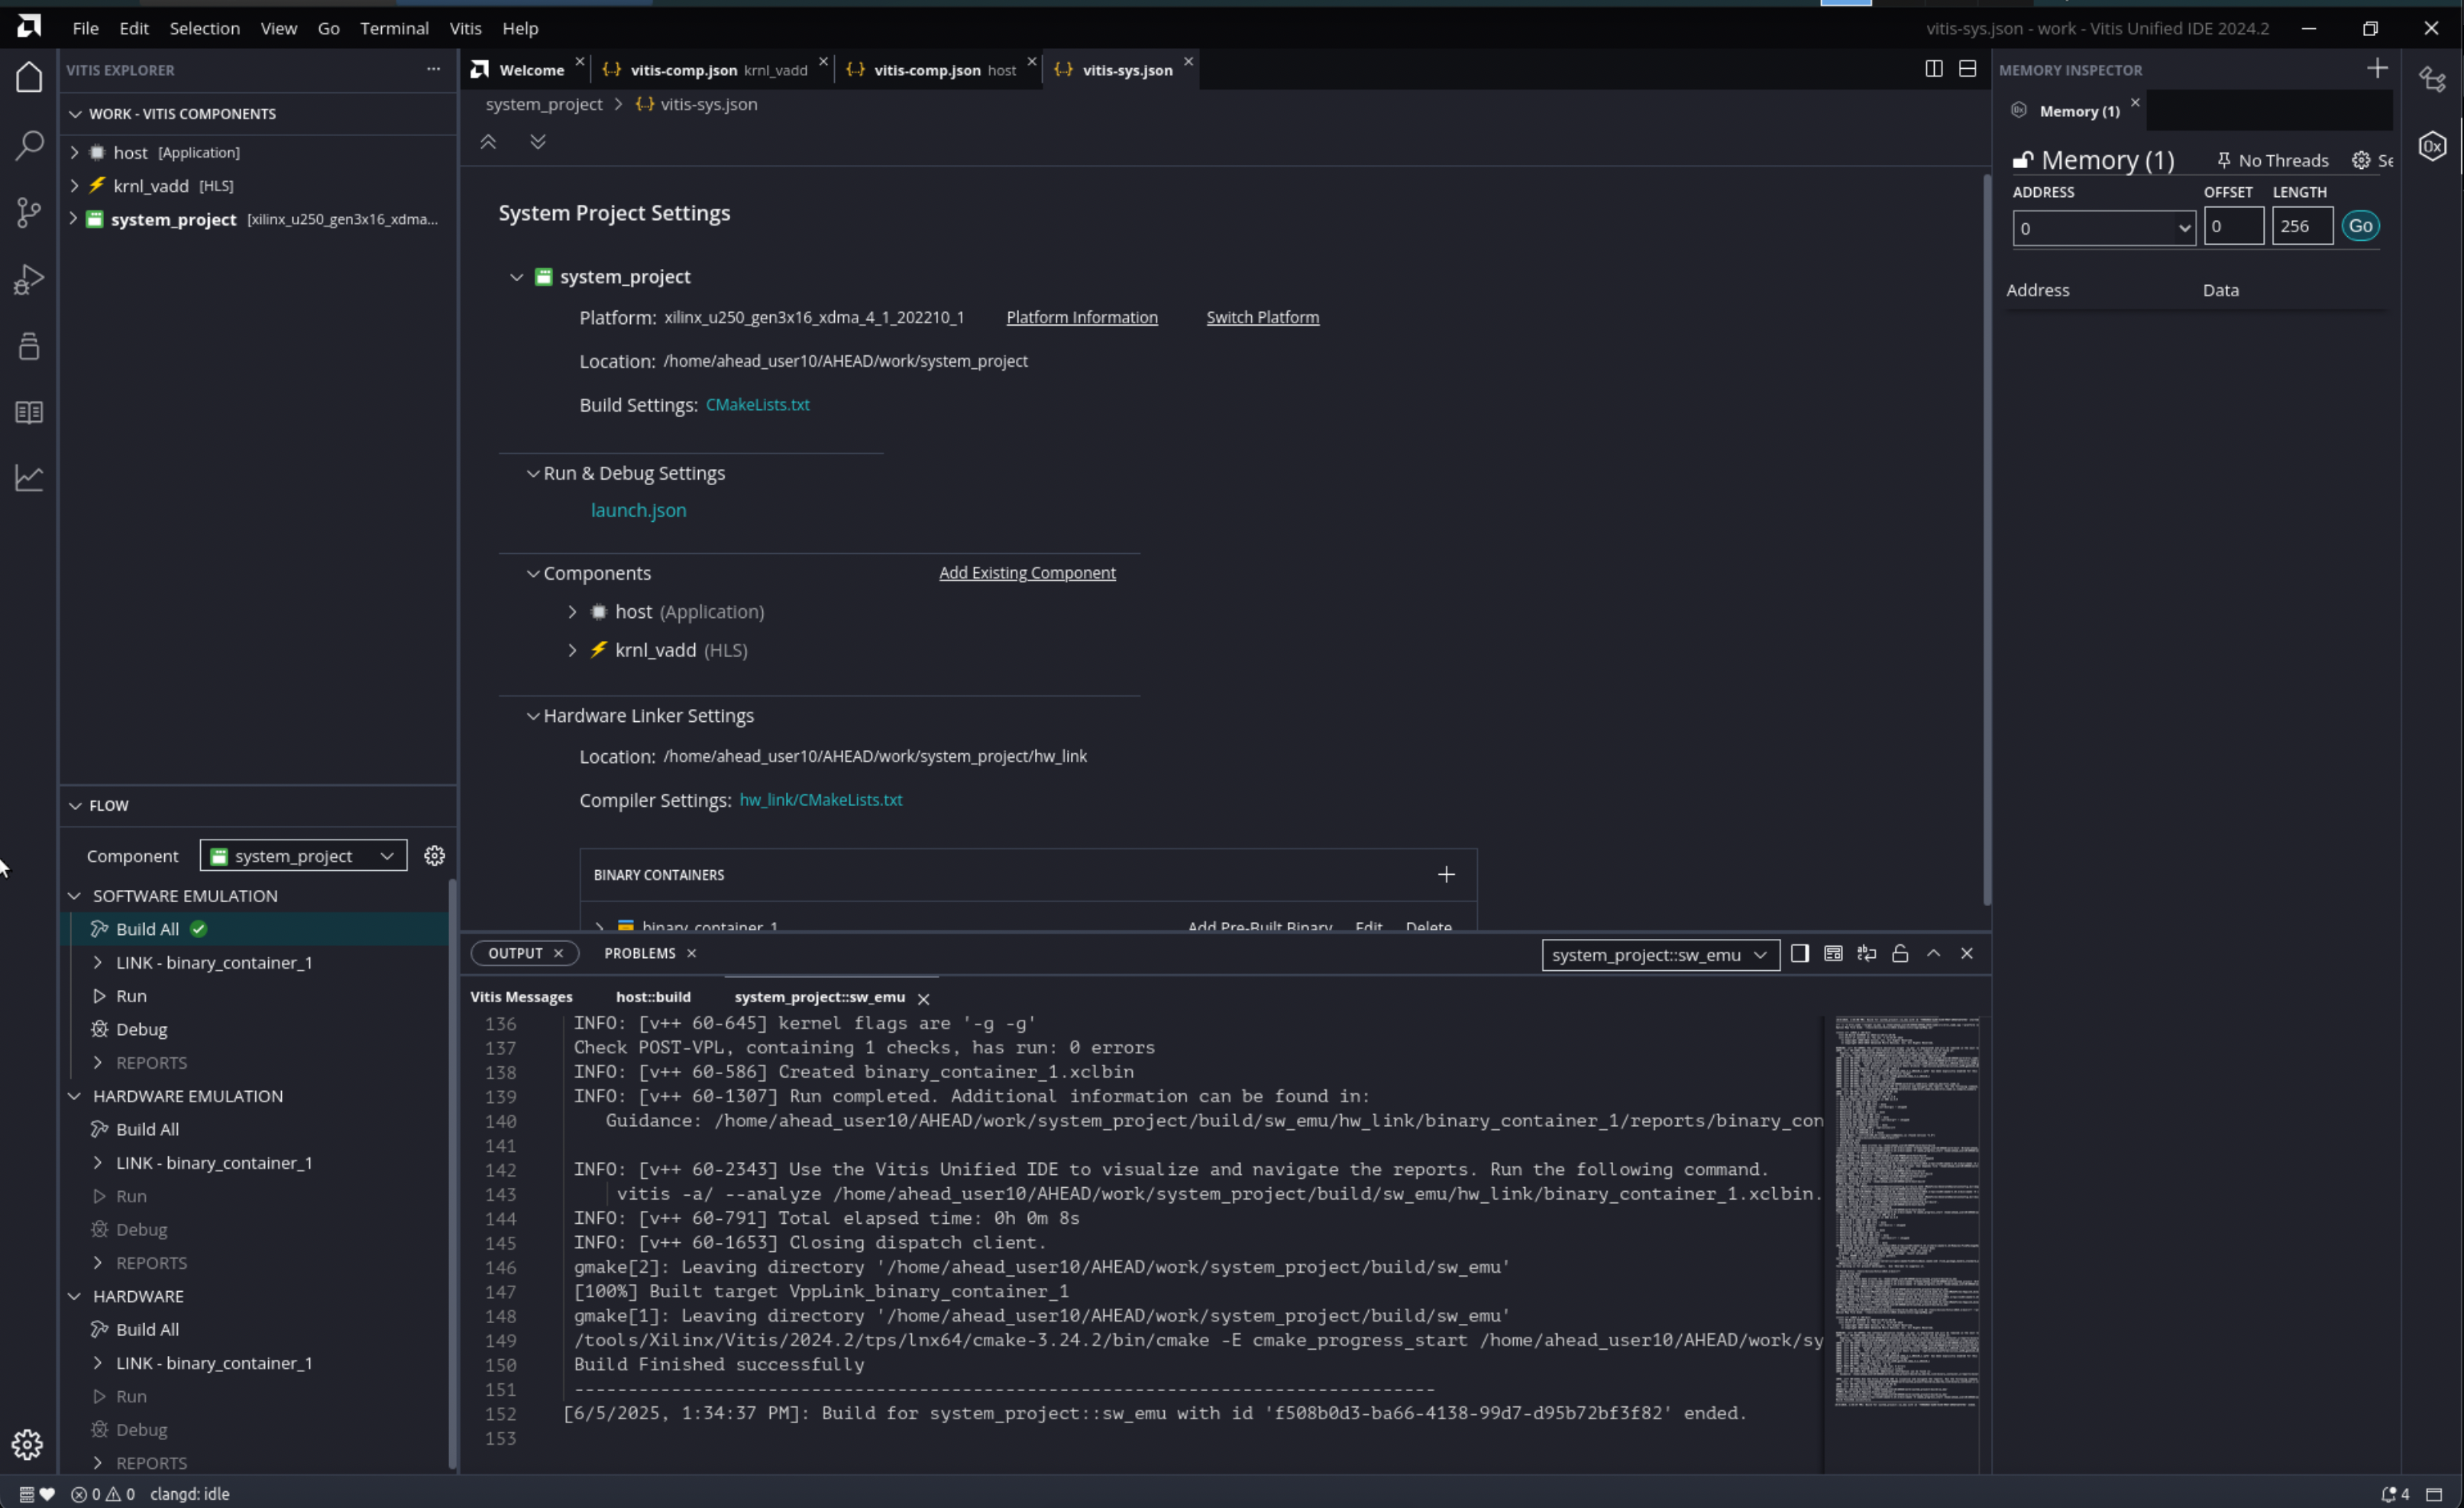 File Edit Selection View Go Terminal Vitis Help
vitis-sys.json - work - Vitis Unified IDE 2024.2
VITIS EXPLORER
WORK - VITIS COMPONENTS
host [Application]
krnl_vadd [HLS]
system_project [xilinx_u250_gen3x16_xdma...
FLOW
Component system_project
SOFTWARE EMULATION
Build All
LINK - binary_container_1
Run
Debug
REPORTS
HARDWARE EMULATION
Build All
LINK - binary_container_1
Run
Debug
REPORTS
HARDWARE
Build All
LINK - binary_container_1
Run
Debug
REPORTS
Welcome vitis-comp.json krnl_vadd vitis-comp.json host vitis-sys.json
system_project > {..} vitis-sys.json
System Project Settings
system_project
Platform: xilinx_u250_gen3x16_xdma_4_1_202210_1 Platform Information Switch Platform
Location: /home/ahead_user10/AHEAD/work/system_project
Build Settings: CMakeLists.txt
Run & Debug Settings
launch.json
Components Add Existing Component
host (Application)
krnl_vadd (HLS)
Hardware Linker Settings
Location: /home/ahead_user10/AHEAD/work/system_project/hw_link
Compiler Settings: hw_link/CMakeLists.txt
BINARY CONTAINERS
binary_container_1 Add Pre-Built Binary Edit Delete
OUTPUT PROBLEMS system_project::sw_emu
Vitis Messages host::build system_project::sw_emu
136 INFO: [v++ 60-645] kernel flags are '-g -g'
137 Check POST-VPL, containing 1 checks, has run: 0 errors
138 INFO: [v++ 60-586] Created binary_container_1.xclbin
139 INFO: [v++ 60-1307] Run completed. Additional information can be found in:
140 Guidance: /home/ahead_user10/AHEAD/work/system_project/build/sw_emu/hw_link/binary_container_1/reports/binary_con
141
142 INFO: [v++ 60-2343] Use the Vitis Unified IDE to visualize and navigate the reports. Run the following command.
143 vitis -a/ --analyze /home/ahead_user10/AHEAD/work/system_project/build/sw_emu/hw_link/binary_container_1.xclbin.
144 INFO: [v++ 60-791] Total elapsed time: 0h 0m 8s
145 INFO: [v++ 60-1653] Closing dispatch client.
146 gmake[2]: Leaving directory '/home/ahead_user10/AHEAD/work/system_project/build/sw_emu'
147 [100%] Built target VppLink_binary_container_1
148 gmake[1]: Leaving directory '/home/ahead_user10/AHEAD/work/system_project/build/sw_emu'
149 /tools/Xilinx/Vitis/2024.2/tps/lnx64/cmake-3.24.2/bin/cmake -E cmake_progress_start /home/ahead_user10/AHEAD/work/sy
150 Build Finished successfully
151 --------------------------------------------------------------------------------
152 [6/5/2025, 1:34:37 PM]: Build for system_project::sw_emu with id 'f508b0d3-ba66-4138-99d7-d95b72bf3f82' ended.
153
MEMORY INSPECTOR
Memory (1)
Memory (1) No Threads Se
ADDRESS OFFSET LENGTH
0 0 256 Go
Address Data
0x
0 0 clangd: idle
4